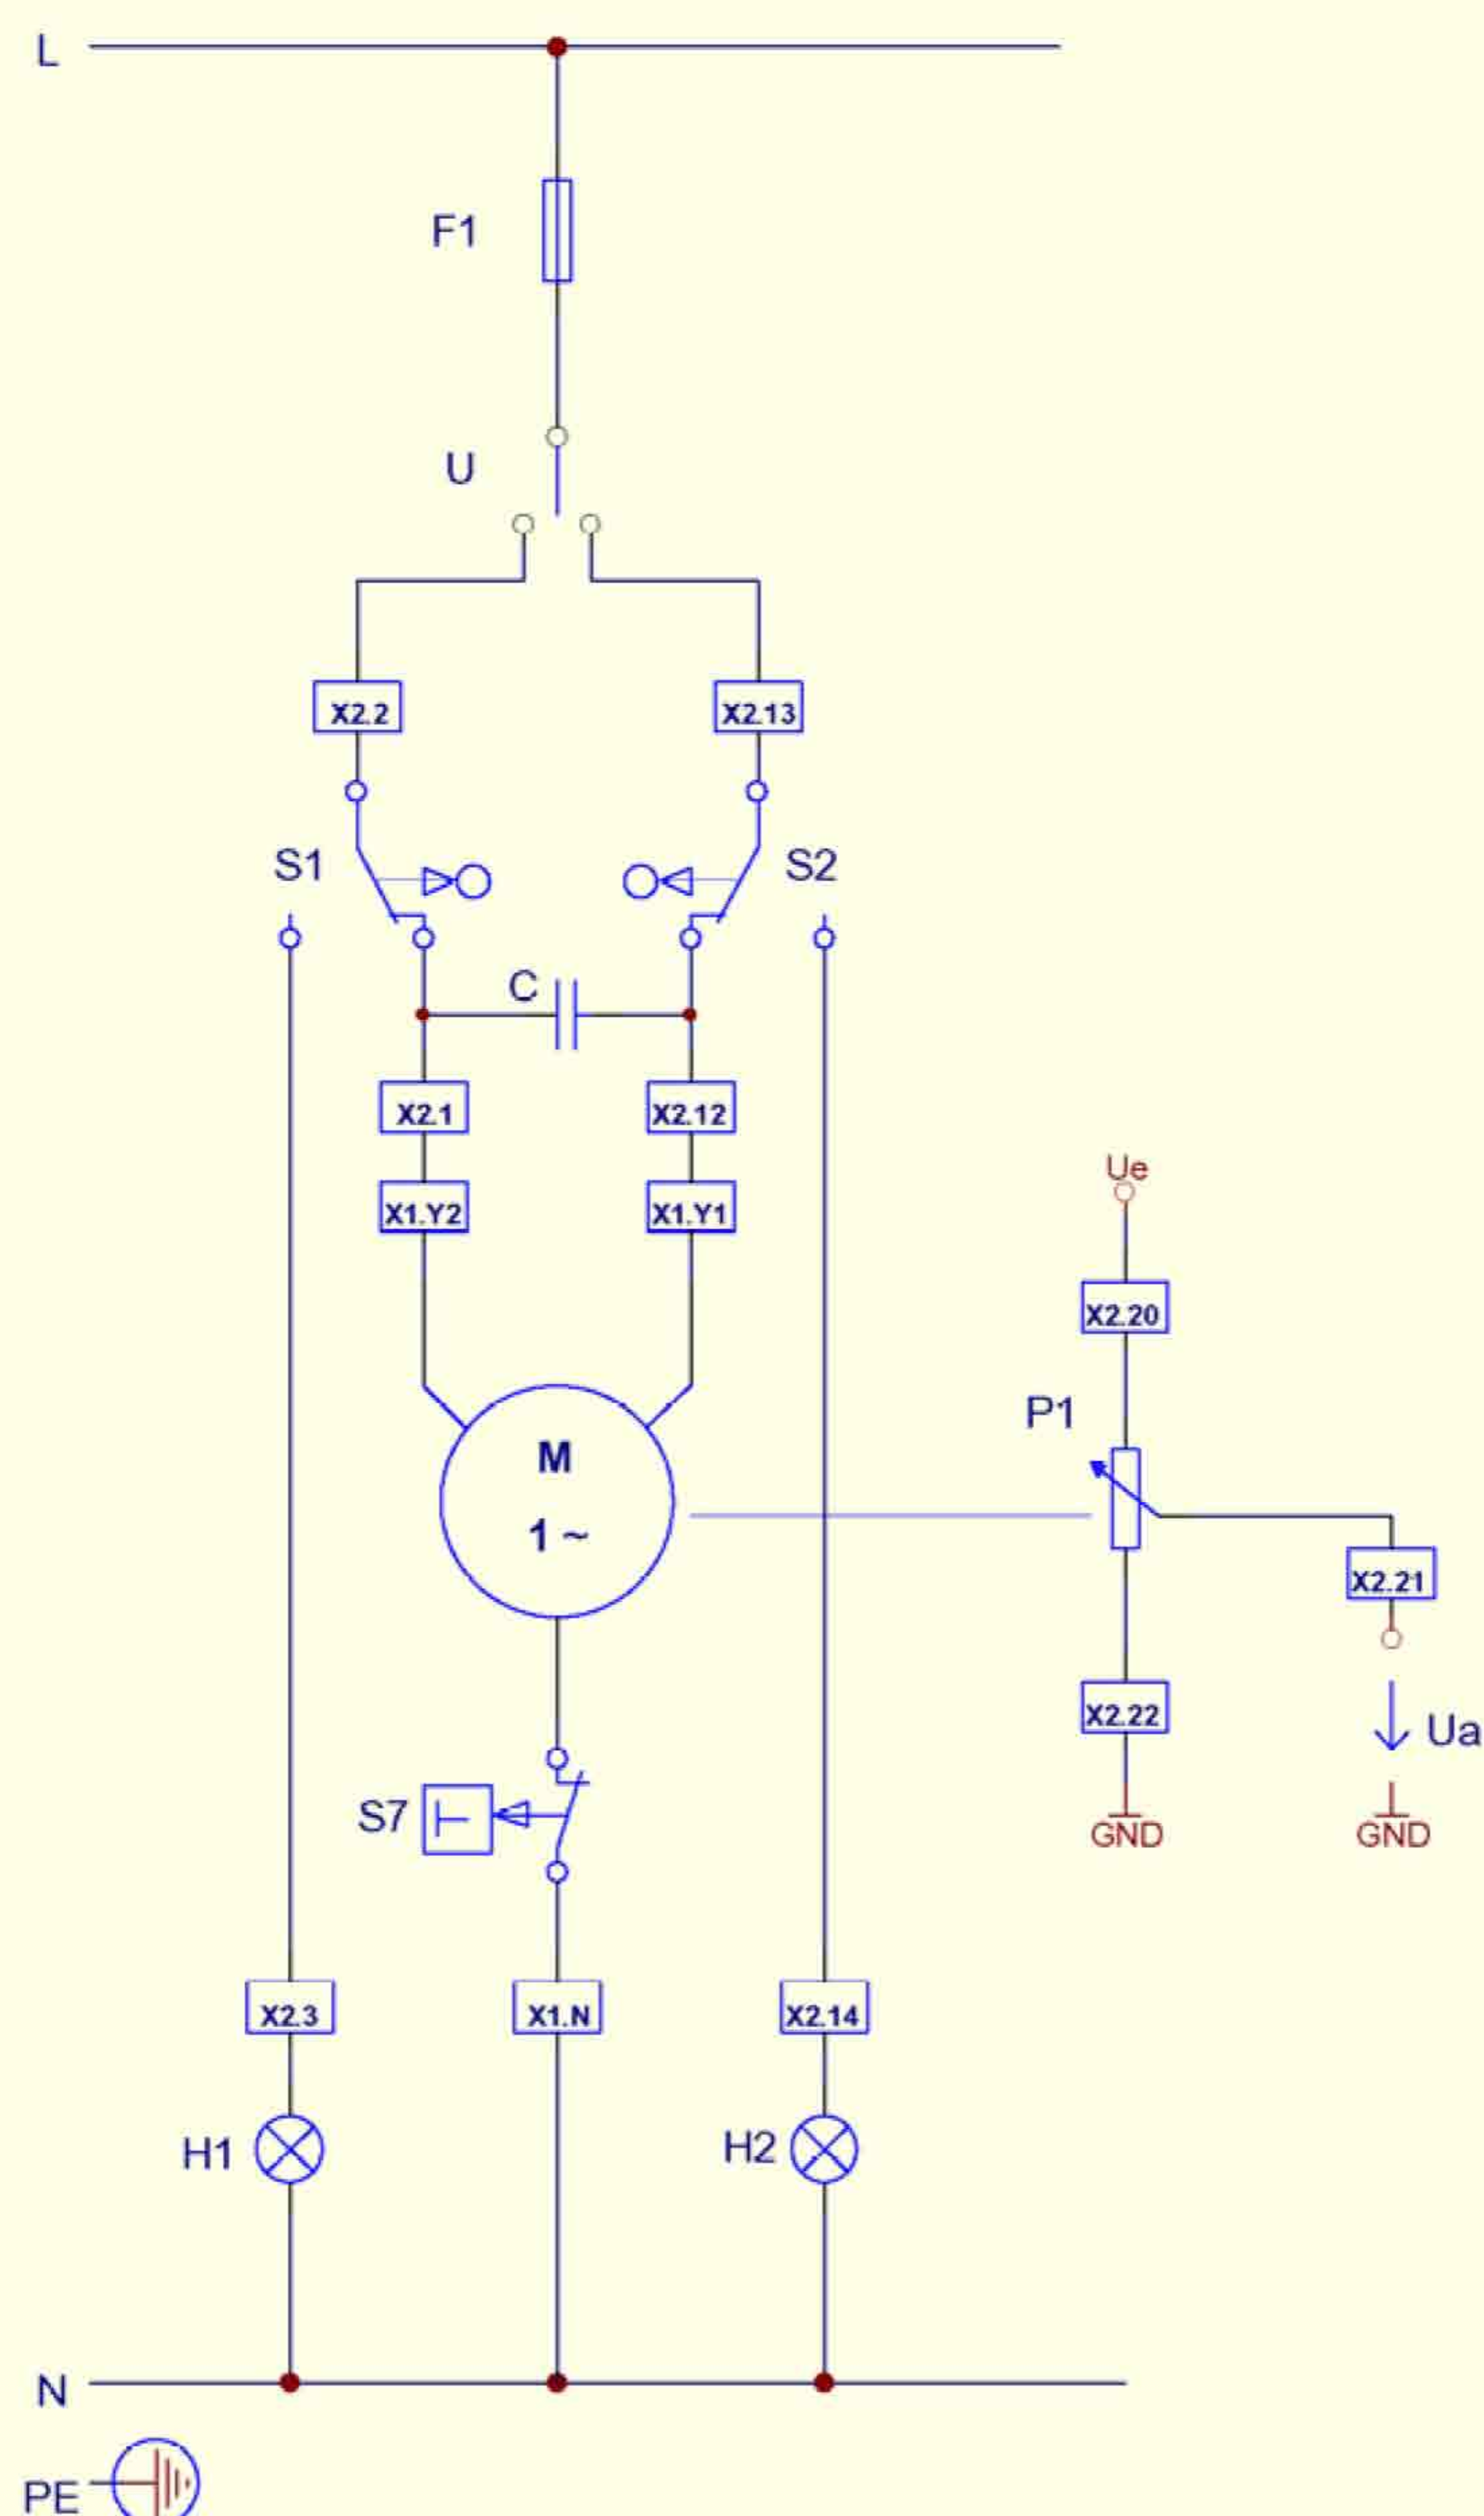 L
F1
U
X2.2
X2.13
S1
S2
C
X2.1
X2.12
X1.Y2
X1.Y1
Ue
X2.20
P1
M
1 ~
X2.21
X2.22
Ua
S7
GND
GND
X2.3
X1.N
X2.14
H1
H2
N
PE